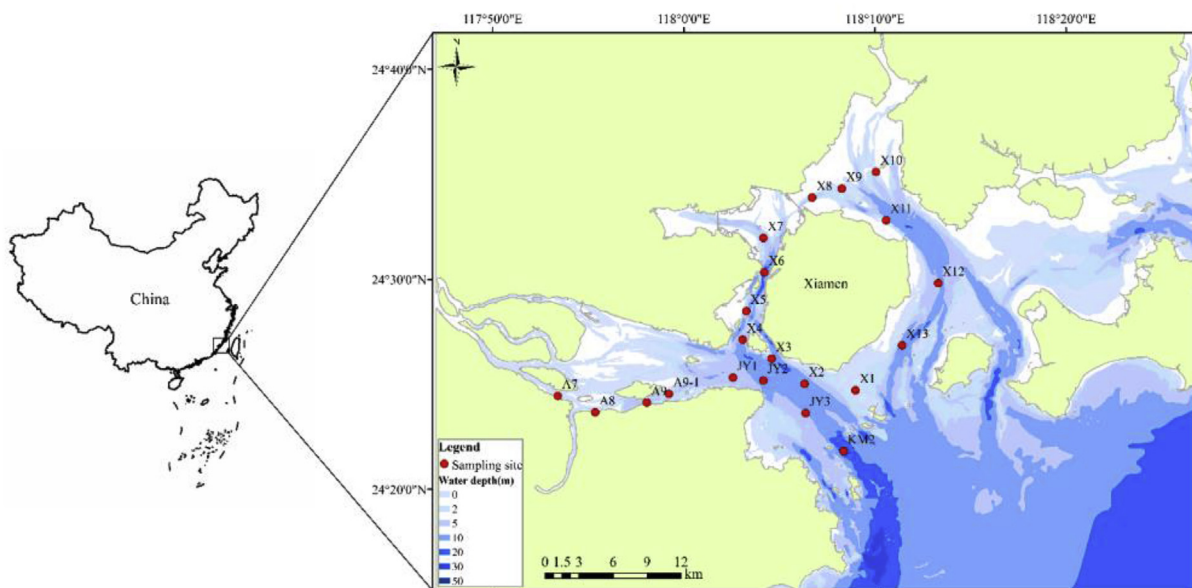 117°50'0"E 118°0'0"E 118°10'0"E 118°20'0"E
24°40'0"N
24°30'0"N
24°20'0"N
China
Xiamen
X10
X9
X8
X11
X7
X6
X12
X5
X4
X13
X3
JY1
JY2
X2
X1
A9-1
A7
A9
A8
JY3
KM2
Legend
Sampling site
Water depth(m)
0
2
5
10
20
30
50
0 1.5 3 6 9 12
km